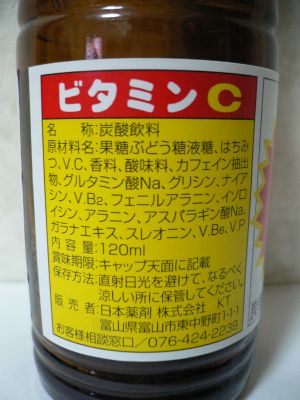 ビタミンC
名 称:炭酸飲料
原材料名:果糖ぶどう糖液糖、はちみ
つ、V.C、香料、酸味料、カフェイン抽出
物、グルタミン酸Na、グリシン、ナイア
シン、V.B₂、フェニルアラニン、イソロ
イシン、アラニン、アスパラギン酸Na、
ガラナエキス、スレオニン、V.B₆、V.P
内 容 量:120ml
賞味期限:キャップ天面に記載
保存方法:直射日光を避けて、なるべく
涼しい所に保管してください。
販 売 者:日本薬剤 株式会社 KT
富山県富山市東中野町1-1-1
お客様相談窓口/076-424-2239